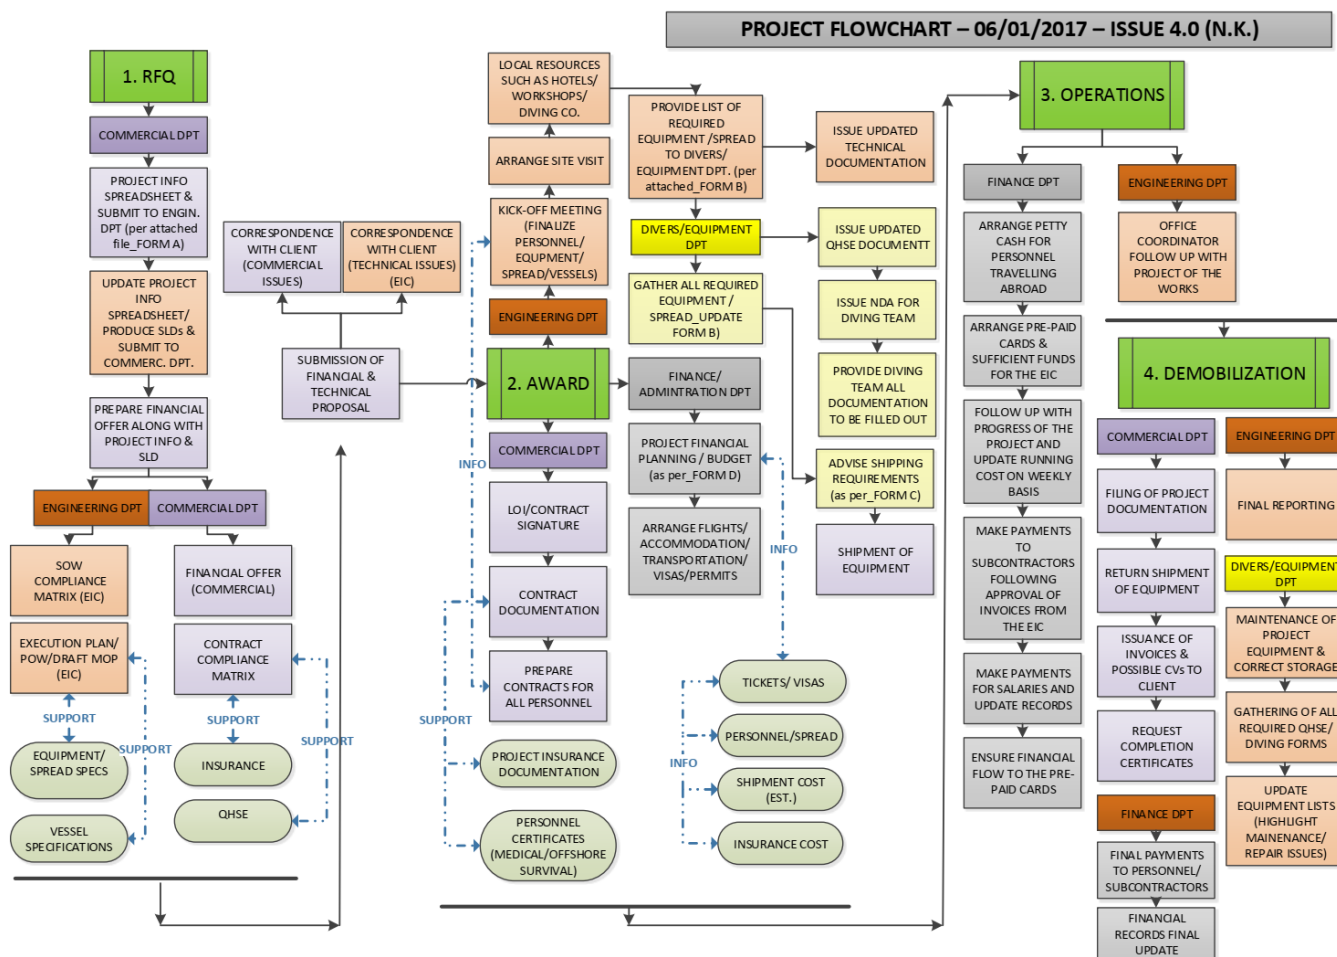 PROJECT FLOWCHART – 06/01/2017 – ISSUE 4.0 (N.K.)
1. RFQ
COMMERCIAL DPT
PROJECT INFO
SPREADSHEET &
SUBMIT TO ENGIN.
DPT (per attached
file_FORM A)
UPDATE PROJECT
INFO
SPREADSHEET/
PRODUCE SLDs &
SUBMIT TO
COMMERC. DPT.
PREPARE FINANCIAL
OFFER ALONG WITH
PROJECT INFO &
SLD
ENGINEERING DPT
COMMERCIAL DPT
SOW
COMPLIANCE
MATRIX (EIC)
EXECUTION PLAN/
POW/DRAFT MOP
(EIC)
SUPPORT
SUPPORT
EQUIPMENT/
SPREAD SPECS
VESSEL
SPECIFICATIONS
FINANCIAL OFFER
(COMMERCIAL)
CONTRACT
COMPLIANCE
MATRIX
SUPPORT
SUPPORT
INSURANCE
QHSE
CORRESPONDENCE
WITH CLIENT
(COMMERCIAL
ISSUES)
CORRESPONDENCE
WITH CLIENT
(TECHNICAL ISSUES)
(EIC)
SUBMISSION OF
FINANCIAL &
TECHNICAL
PROPOSAL
LOCAL RESOURCES
SUCH AS HOTELS/
WORKSHOPS/
DIVING CO.
ARRANGE SITE VISIT
KICK-OFF MEETING
(FINALIZE
PERSONNEL/
EQUPMENT/
SPREAD/VESSELS)
ENGINEERING DPT
2. AWARD
COMMERCIAL DPT
INFO
LOI/CONTRACT
SIGNATURE
CONTRACT
DOCUMENTATION
PREPARE
CONTRACTS FOR
ALL PERSONNEL
SUPPORT
PROJECT INSURANCE
DOCUMENTATION
PERSONNEL
CERTIFICATES
(MEDICAL/OFFSHORE
SURVIVAL)
PROVIDE LIST OF
REQUIRED
EQUIPMENT /SPREAD
TO DIVERS/
EQUIPMENT DPT. (per
attached_FORM B)
ISSUE UPDATED
TECHNICAL
DOCUMENTATION
DIVERS/EQUIPMENT
DPT
GATHER ALL REQUIRED
EQUIPMENT /
SPREAD_UPDATE
FORM B)
ISSUE UPDATED
QHSE DOCUMENTT
ISSUE NDA FOR
DIVING TEAM
PROVIDE DIVING
TEAM ALL
DOCUMENTATION
TO BE FILLED OUT
FINANCE/
ADMINTRATION DPT
PROJECT FINANCIAL
PLANNING / BUDGET
(as per_FORM D)
ARRANGE FLIGHTS/
ACCOMMODATION/
TRANSPORTATION/
VISAS/PERMITS
ADVISE SHIPPING
REQUIREMENTS
(as per_FORM C)
SHIPMENT OF
EQUIPMENT
INFO
TICKETS/ VISAS
PERSONNEL/SPREAD
INFO
SHIPMENT COST
(EST.)
INSURANCE COST
3. OPERATIONS
FINANCE DPT
ARRANGE PETTY
CASH FOR
PERSONNEL
TRAVELLING
ABROAD
ARRANGE PRE-PAID
CARDS &
SUFFICIENT FUNDS
FOR THE EIC
FOLLOW UP WITH
PROGRESS OF THE
PROJECT AND
UPDATE RUNNING
COST ON WEEKLY
BASIS
MAKE PAYMENTS
TO
SUBCONTRACTORS
FOLLOWING
APPROVAL OF
INVOICES FROM
THE EIC
MAKE PAYMENTS
FOR SALARIES AND
UPDATE RECORDS
ENSURE FINANCIAL
FLOW TO THE PRE-
PAID CARDS
ENGINEERING DPT
OFFICE
COORDINATOR
FOLLOW UP WITH
PROJECT OF THE
WORKS
4. DEMOBILIZATION
COMMERCIAL DPT
FILING OF PROJECT
DOCUMENTATION
RETURN SHIPMENT
OF EQUIPMENT
ISSUANCE OF
INVOICES &
POSSIBLE CVs TO
CLIENT
REQUEST
COMPLETION
CERTIFICATES
FINANCE DPT
FINAL PAYMENTS
TO PERSONNEL/
SUBCONTRACTORS
FINANCIAL
RECORDS FINAL
UPDATE
ENGINEERING DPT
FINAL REPORTING
DIVERS/EQUIPMENT
DPT
MAINTENANCE OF
PROJECT
EQUIPMENT &
CORRECT STORAGE
GATHERING OF ALL
REQUIRED QHSE/
DIVING FORMS
UPDATE
EQUIPMENT LISTS
(HIGHLIGHT
MAINENANCE/
REPAIR ISSUES)